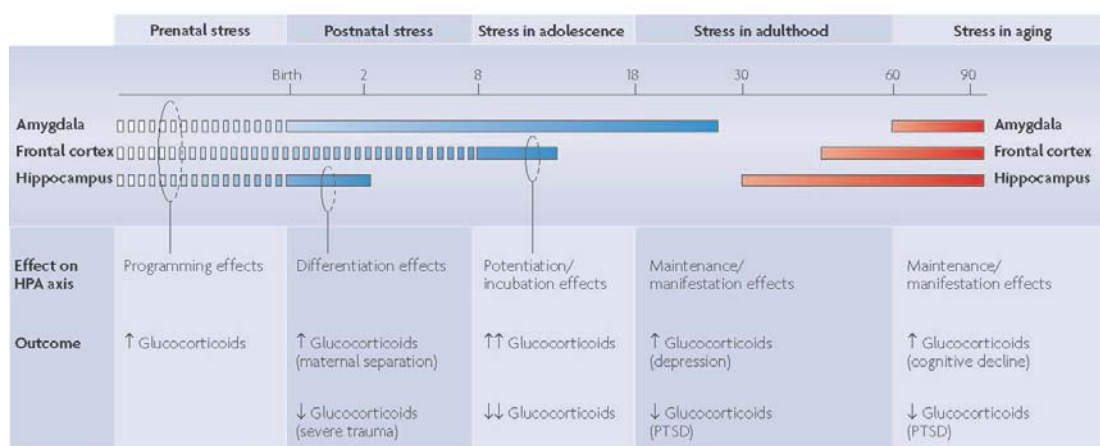 Prenatal stress Postnatal stress Stress in adolescence Stress in adulthood Stress in aging
Birth 2 8 18 30 60 90
Amygdala Amygdala
Frontal cortex Frontal cortex
Hippocampus Hippocampus
Effect on HPA axis
Programming effects
Differentiation effects
Potentiation/
incubation effects
Maintenance/
manifestation effects
Maintenance/
manifestation effects
Outcome
↑ Glucocorticoids
↑ Glucocorticoids
(maternal separation)
↑↑ Glucocorticoids
↑ Glucocorticoids
(depression)
↑ Glucocorticoids
(cognitive decline)
↓ Glucocorticoids
(severe trauma)
↓↓ Glucocorticoids
↓ Glucocorticoids
(PTSD)
↓ Glucocorticoids
(PTSD)